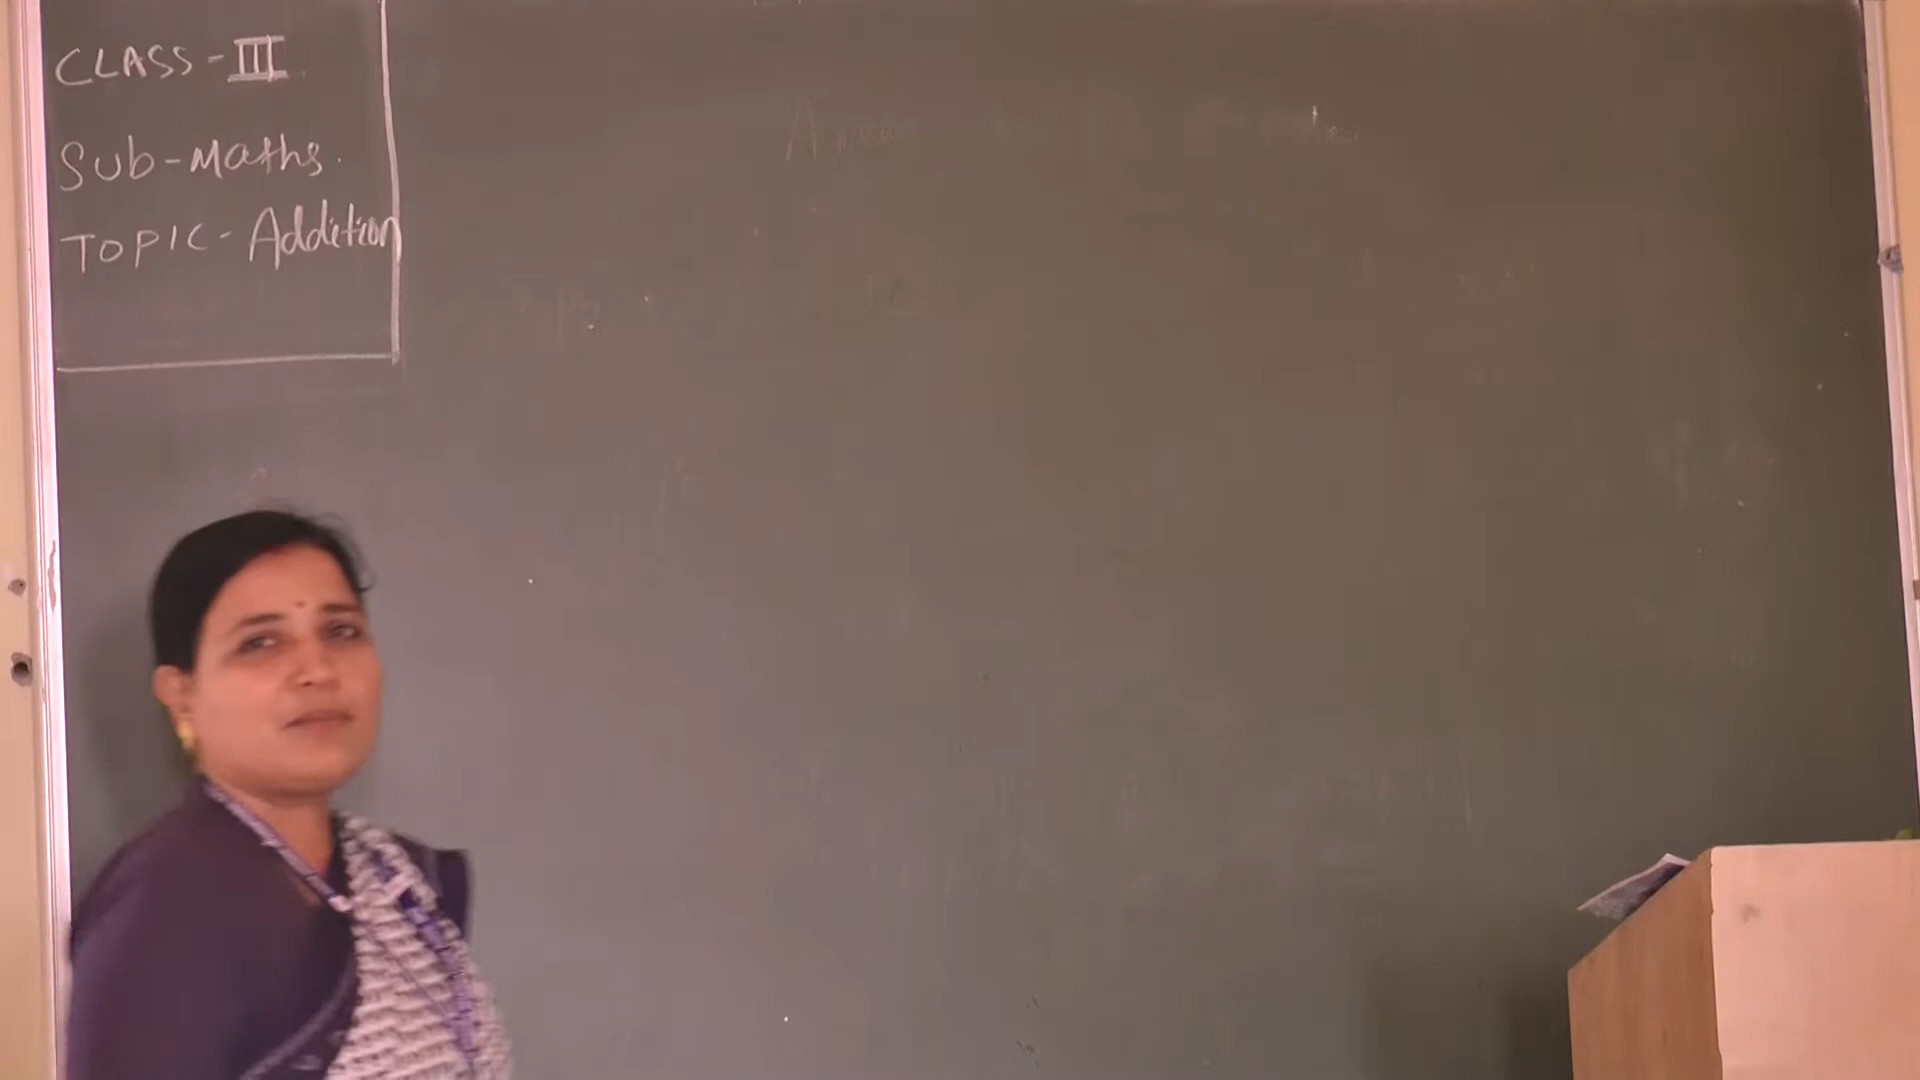 CLASS - III
Sub - Maths.
TOPIC - Addition